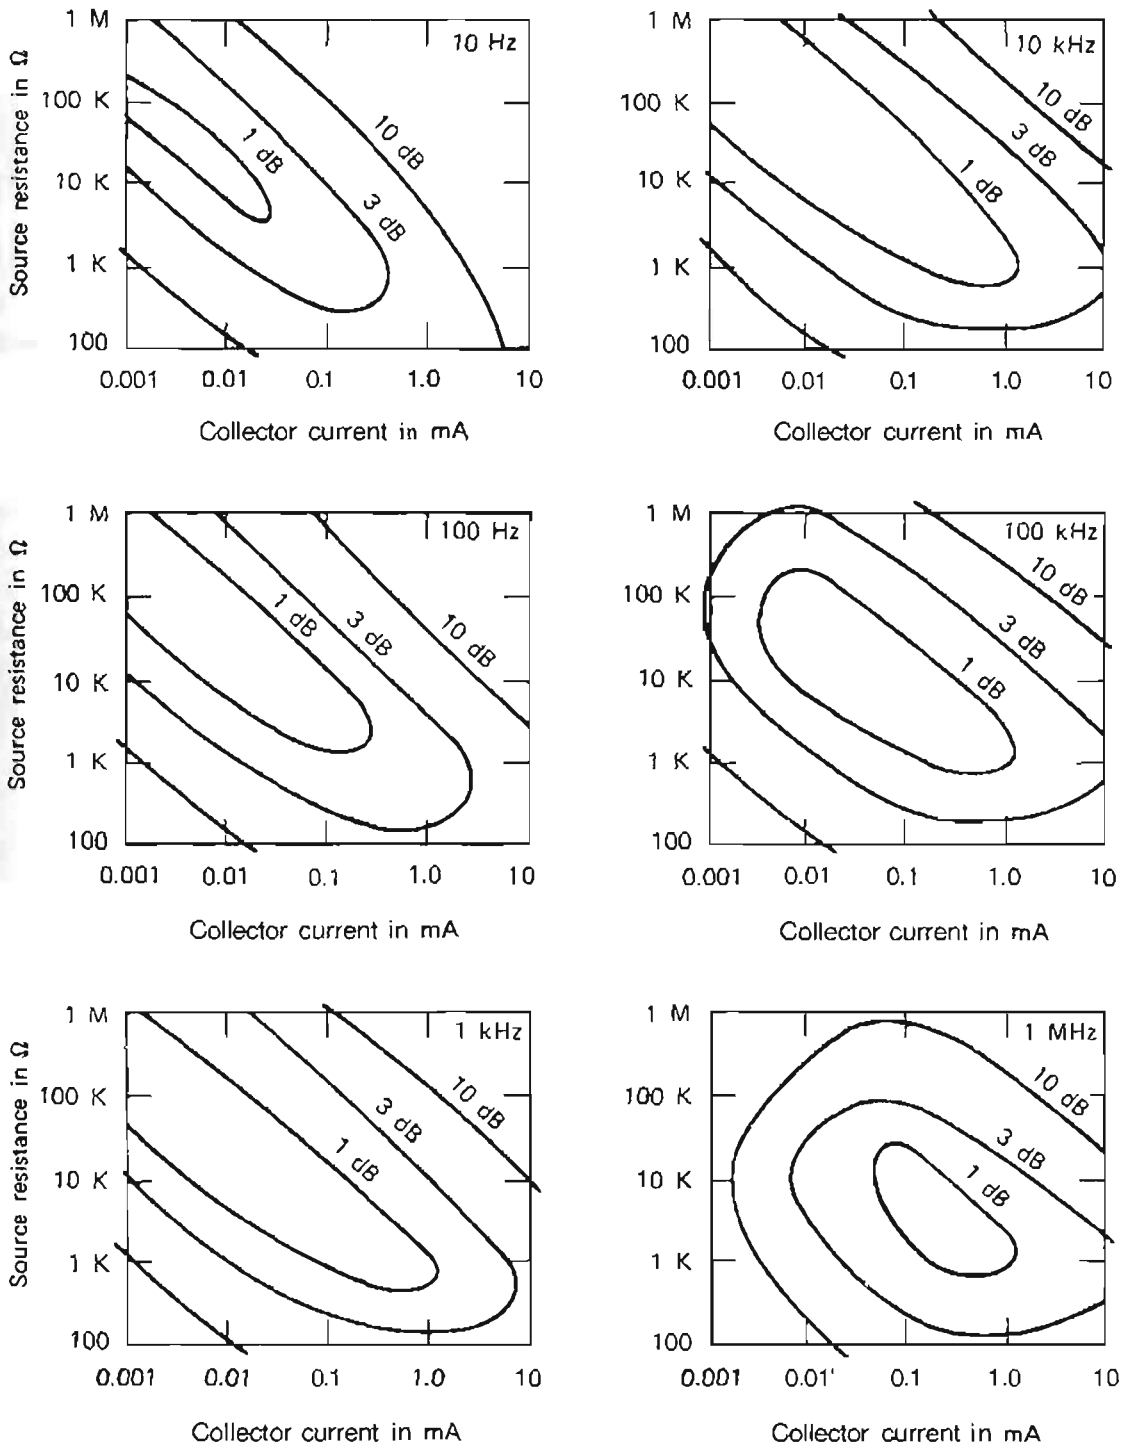 Source resistance in Ω
1 M
100 K
10 K
1 K
100
10 Hz
1 dB
3 dB
10 dB
0.001 0.01 0.1 1.0 10
Collector current in mA
1 M
100 K
10 K
1 K
100
10 kHz
10 dB
3 dB
1 dB
0.001 0.01 0.1 1.0 10
Collector current in mA
Source resistance in Ω
1 M
100 K
10 K
1 K
100
100 Hz
1 dB
3 dB
10 dB
0.001 0.01 0.1 1.0 10
Collector current in mA
1 M
100 K
10 K
1 K
100
100 kHz
10 dB
3 dB
1 dB
0.001 0.01 0.1 1.0 10
Collector current in mA
Source resistance in Ω
1 M
100 K
10 K
1 K
100
1 kHz
10 dB
3 dB
1 dB
0.001 0.01 0.1 1.0 10
Collector current in mA
1 M
100 K
10 K
1 K
100
1 MHz
10 dB
3 dB
1 dB
0.001 0.01 0.1 1.0 10
Collector current in mA